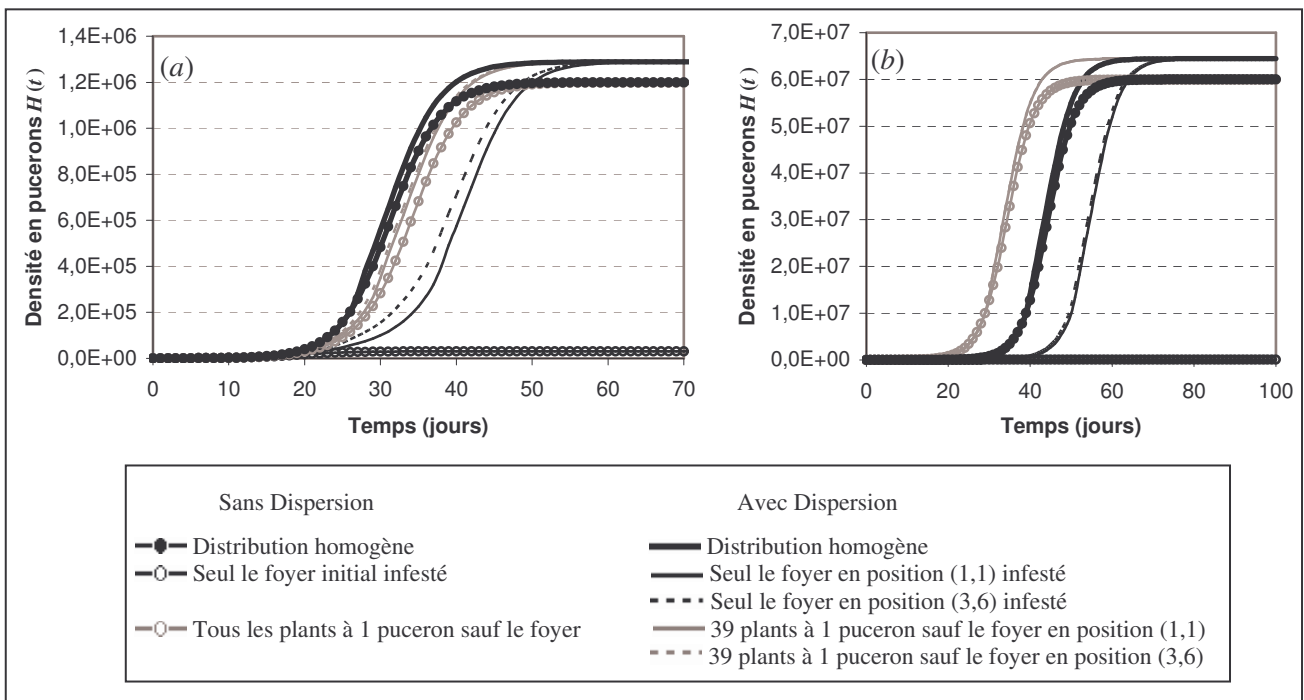 (a)
Densité en pucerons H(t)
1,4E+06
1,2E+06
1,0E+06
8,0E+05
6,0E+05
4,0E+05
2,0E+05
0,0E+00
0 10 20 30 40 50 60 70
Temps (jours)
(b)
Densité en pucerons H(t)
7,0E+07
6,0E+07
5,0E+07
4,0E+07
3,0E+07
2,0E+07
1,0E+07
0,0E+00
0 20 40 60 80 100
Temps (jours)
Sans Dispersion
Distribution homogène
Seul le foyer initial infesté
Tous les plants à 1 puceron sauf le foyer
Avec Dispersion
Distribution homogène
Seul le foyer en position (1,1) infesté
Seul le foyer en position (3,6) infesté
39 plants à 1 puceron sauf le foyer en position (1,1)
39 plants à 1 puceron sauf le foyer en position (3,6)